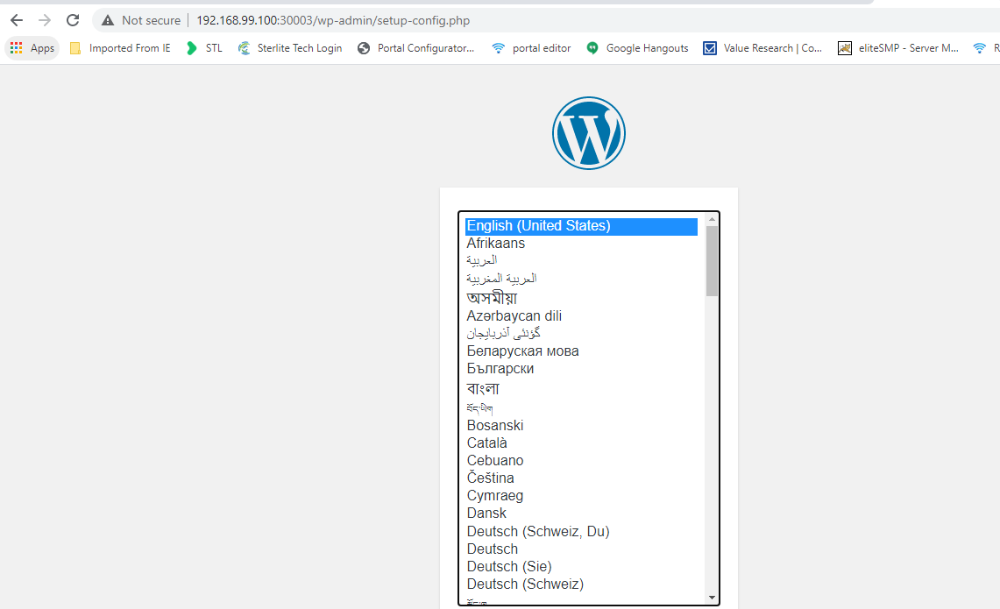 Not secure | 192.168.99.100:30003/wp-admin/setup-config.php
Apps Imported From IE STL Sterlite Tech Login Portal Configurator... portal editor Google Hangouts Value Research | Co... eliteSMP - Server M... R
English (United States)
Afrikaans
العربية
العربية المغربية
অসমীয়া
Azərbaycan dili
گؤنئی آذربایجان
Беларуская мова
Български
বাংলা
བོད་ཡིག
Bosanski
Català
Cebuano
Čeština
Cymraeg
Dansk
Deutsch (Schweiz, Du)
Deutsch
Deutsch (Sie)
Deutsch (Schweiz)